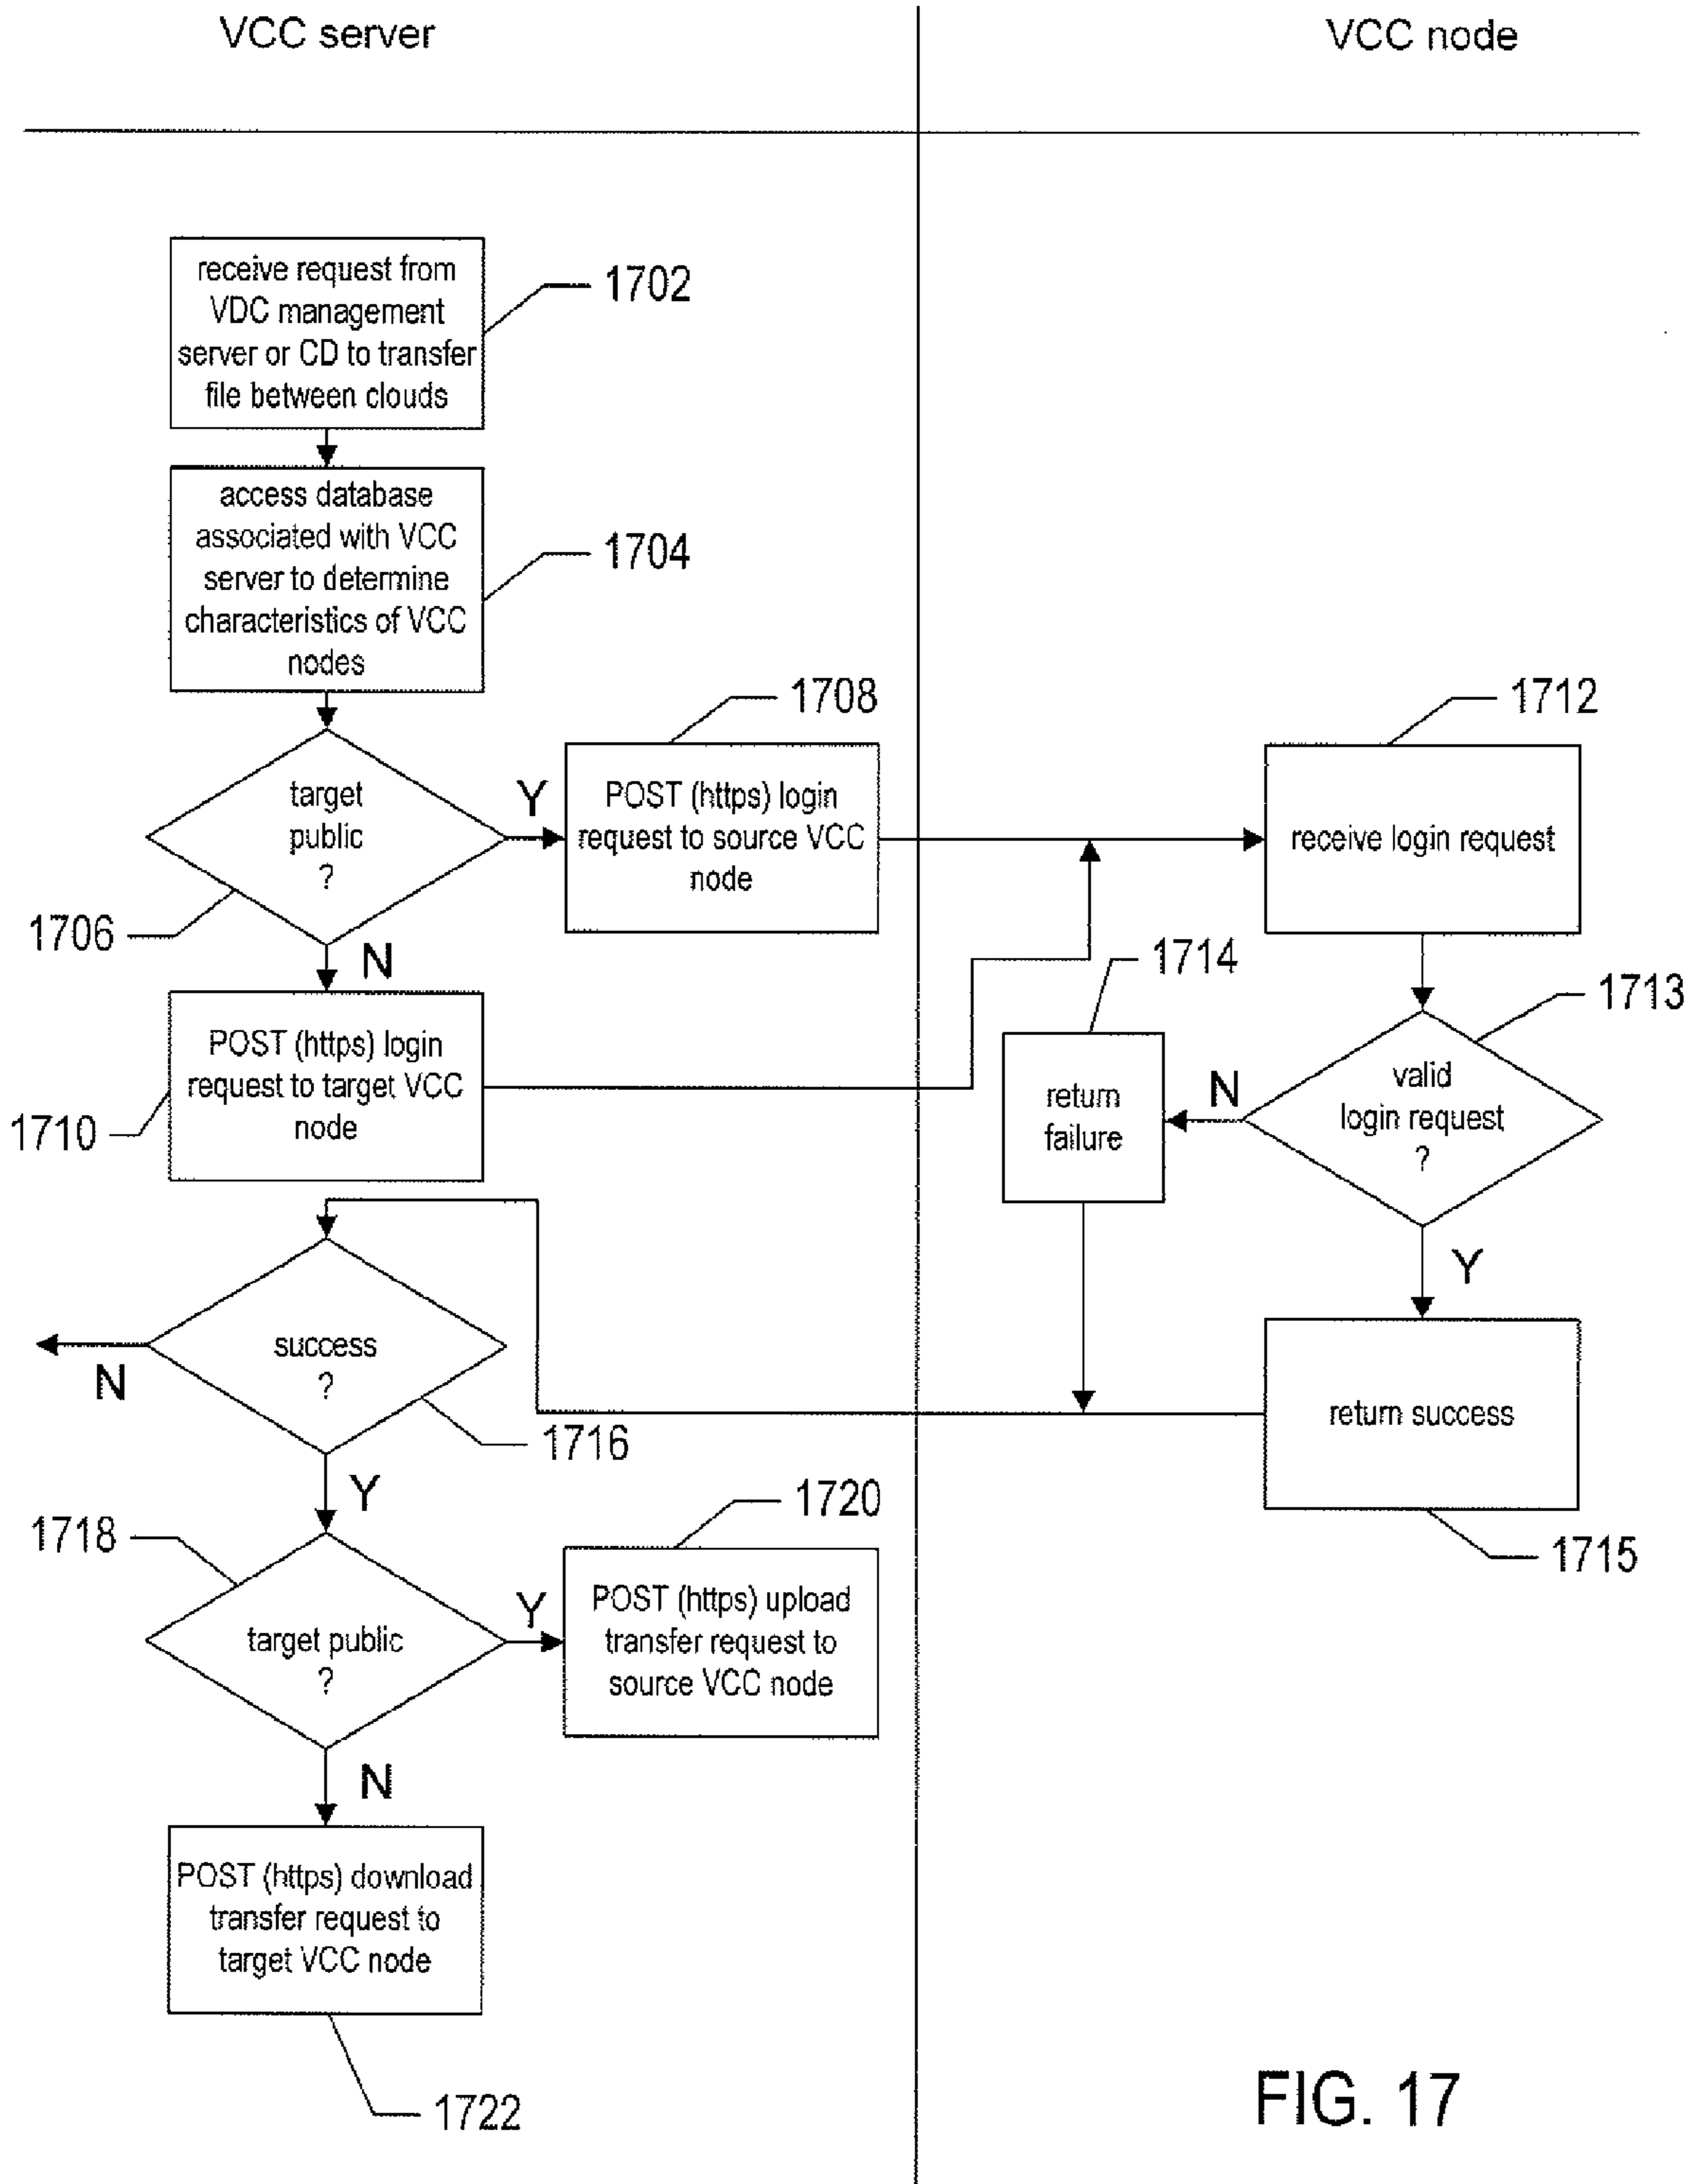 VCC server
VCC node
receive request from
VDC management
server or CD to transfer
file between clouds
1702
access database
associated with VCC
server to determine
characteristics of VCC
nodes
1704
target
public
?
1706
Y
N
1708
POST (https) login
request to source VCC
node
1710
POST (https) login
request to target VCC
node
1712
receive login request
1713
valid
login request
?
N
Y
1714
return
failure
return success
1715
success
?
N
1716
Y
1718
target public
?
Y
N
1720
POST (https) upload
transfer request to
source VCC node
POST (https) download
transfer request to
target VCC node
1722
FIG. 17